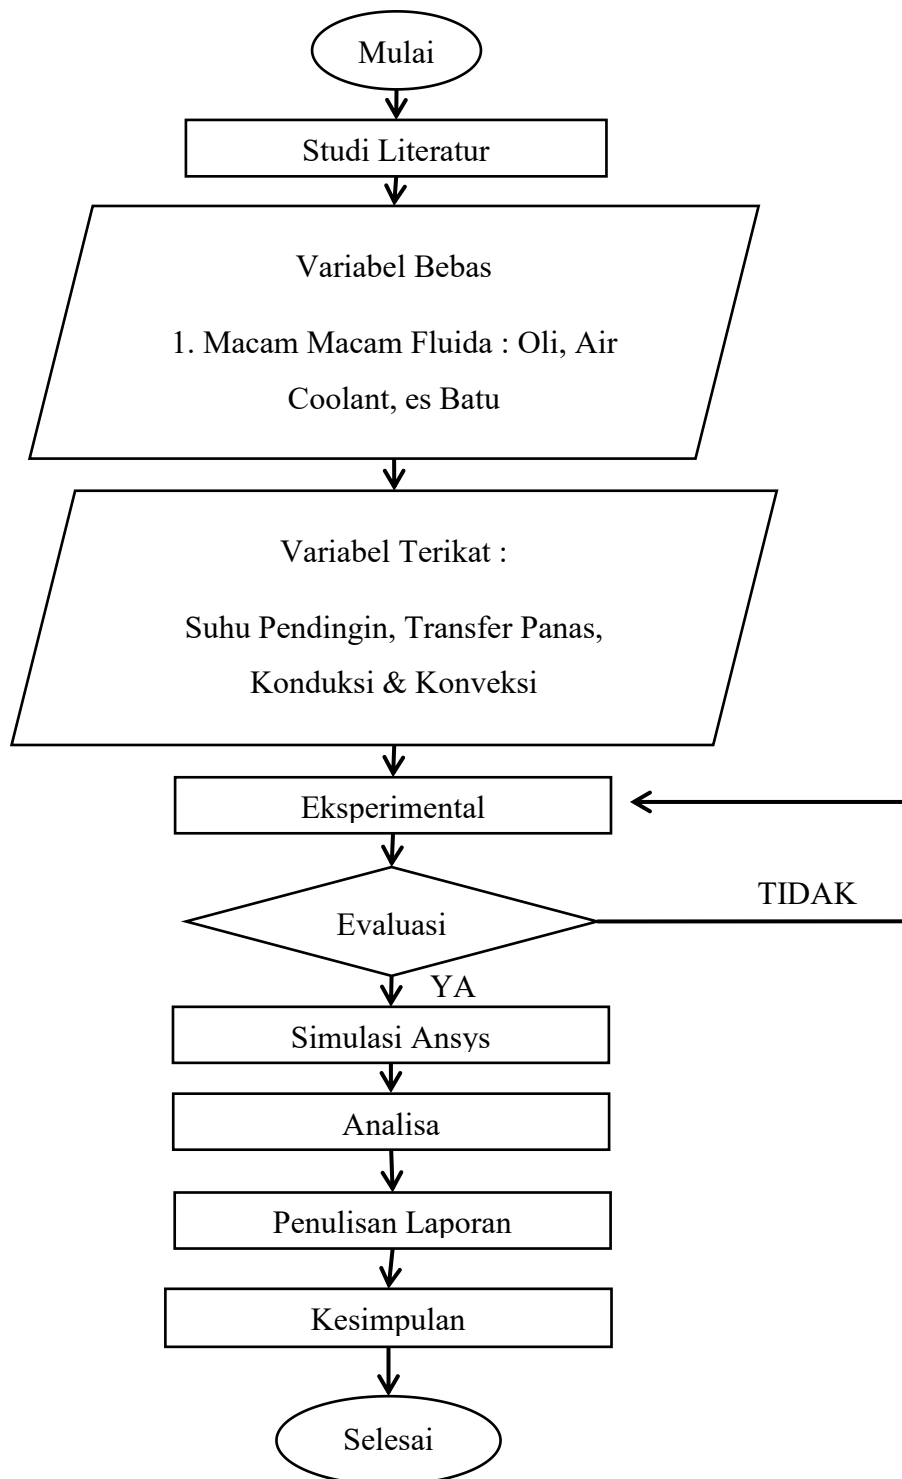 Mulai
Studi Literatur
Variabel Bebas
1. Macam Macam Fluida : Oli, Air
Coolant, es Batu
Variabel Terikat :
Suhu Pendingin, Transfer Panas,
Konduksi & Konveksi
Eksperimental
TIDAK
Evaluasi
YA
Simulasi Ansys
Analisa
Penulisan Laporan
Kesimpulan
Selesai